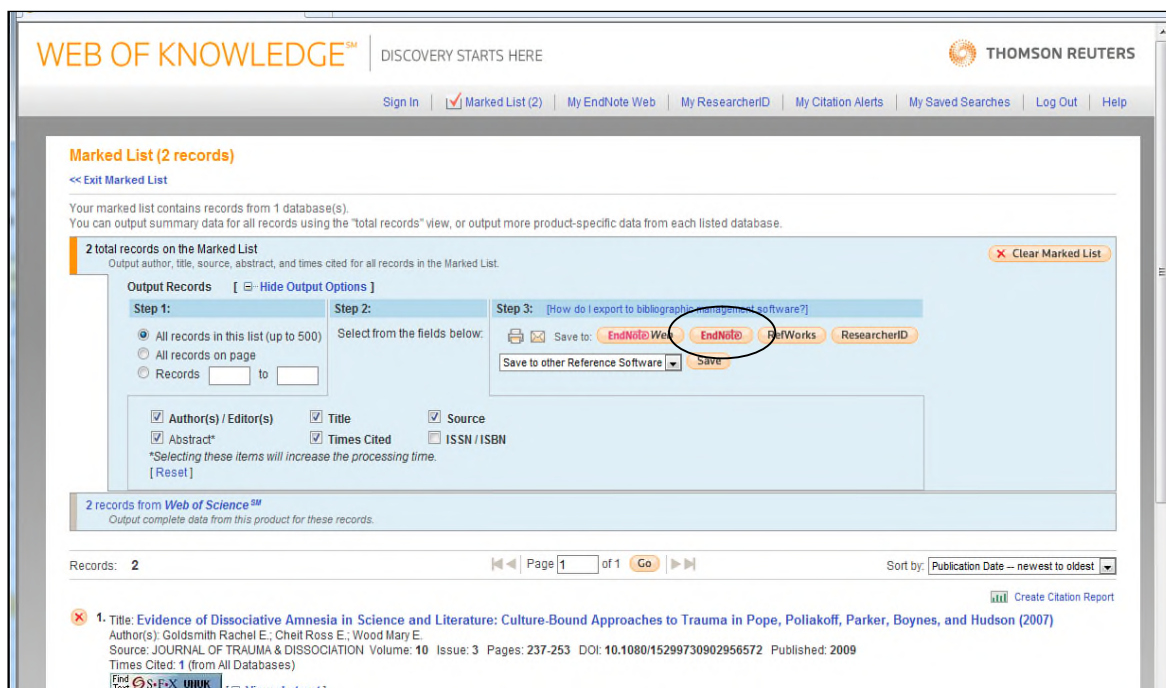 WEB OF KNOWLEDGE℠ DISCOVERY STARTS HERE THOMSON REUTERS
Sign In Marked List (2) My EndNote Web My ResearcherID My Citation Alerts My Saved Searches Log Out Help
Marked List (2 records)
<< Exit Marked List
Your marked list contains records from 1 database(s).
You can output summary data for all records using the "total records" view, or output more product-specific data from each listed database.
2 total records on the Marked List
Output author, title, source, abstract, and times cited for all records in the Marked List.
X Clear Marked List
Output Records [ Hide Output Options ]
Step 1: Step 2: Step 3: [How do I export to bibliographic management software?]
All records in this list (up to 500) Select from the fields below: Save to: EndNote Web EndNote RefWorks ResearcherID
All records on page Save to other Reference Software Save
Records to
Author(s) / Editor(s) Title Source
Abstract* Times Cited ISSN / ISBN
*Selecting these items will increase the processing time.
[ Reset ]
2 records from Web of Science℠
Output complete data from this product for these records.
Records: 2 Page 1 of 1 Go Sort by: Publication Date -- newest to oldest
Create Citation Report
1. Title: Evidence of Dissociative Amnesia in Science and Literature: Culture-Bound Approaches to Trauma in Pope, Poliakoff, Parker, Boynes, and Hudson (2007)
Author(s): Goldsmith Rachel E.; Cheit Ross E.; Wood Mary E.
Source: JOURNAL OF TRAUMA & DISSOCIATION Volume: 10 Issue: 3 Pages: 237-253 DOI: 10.1080/15299730902956572 Published: 2009
Times Cited: 1 (from All Databases)
Find Text S·F·X